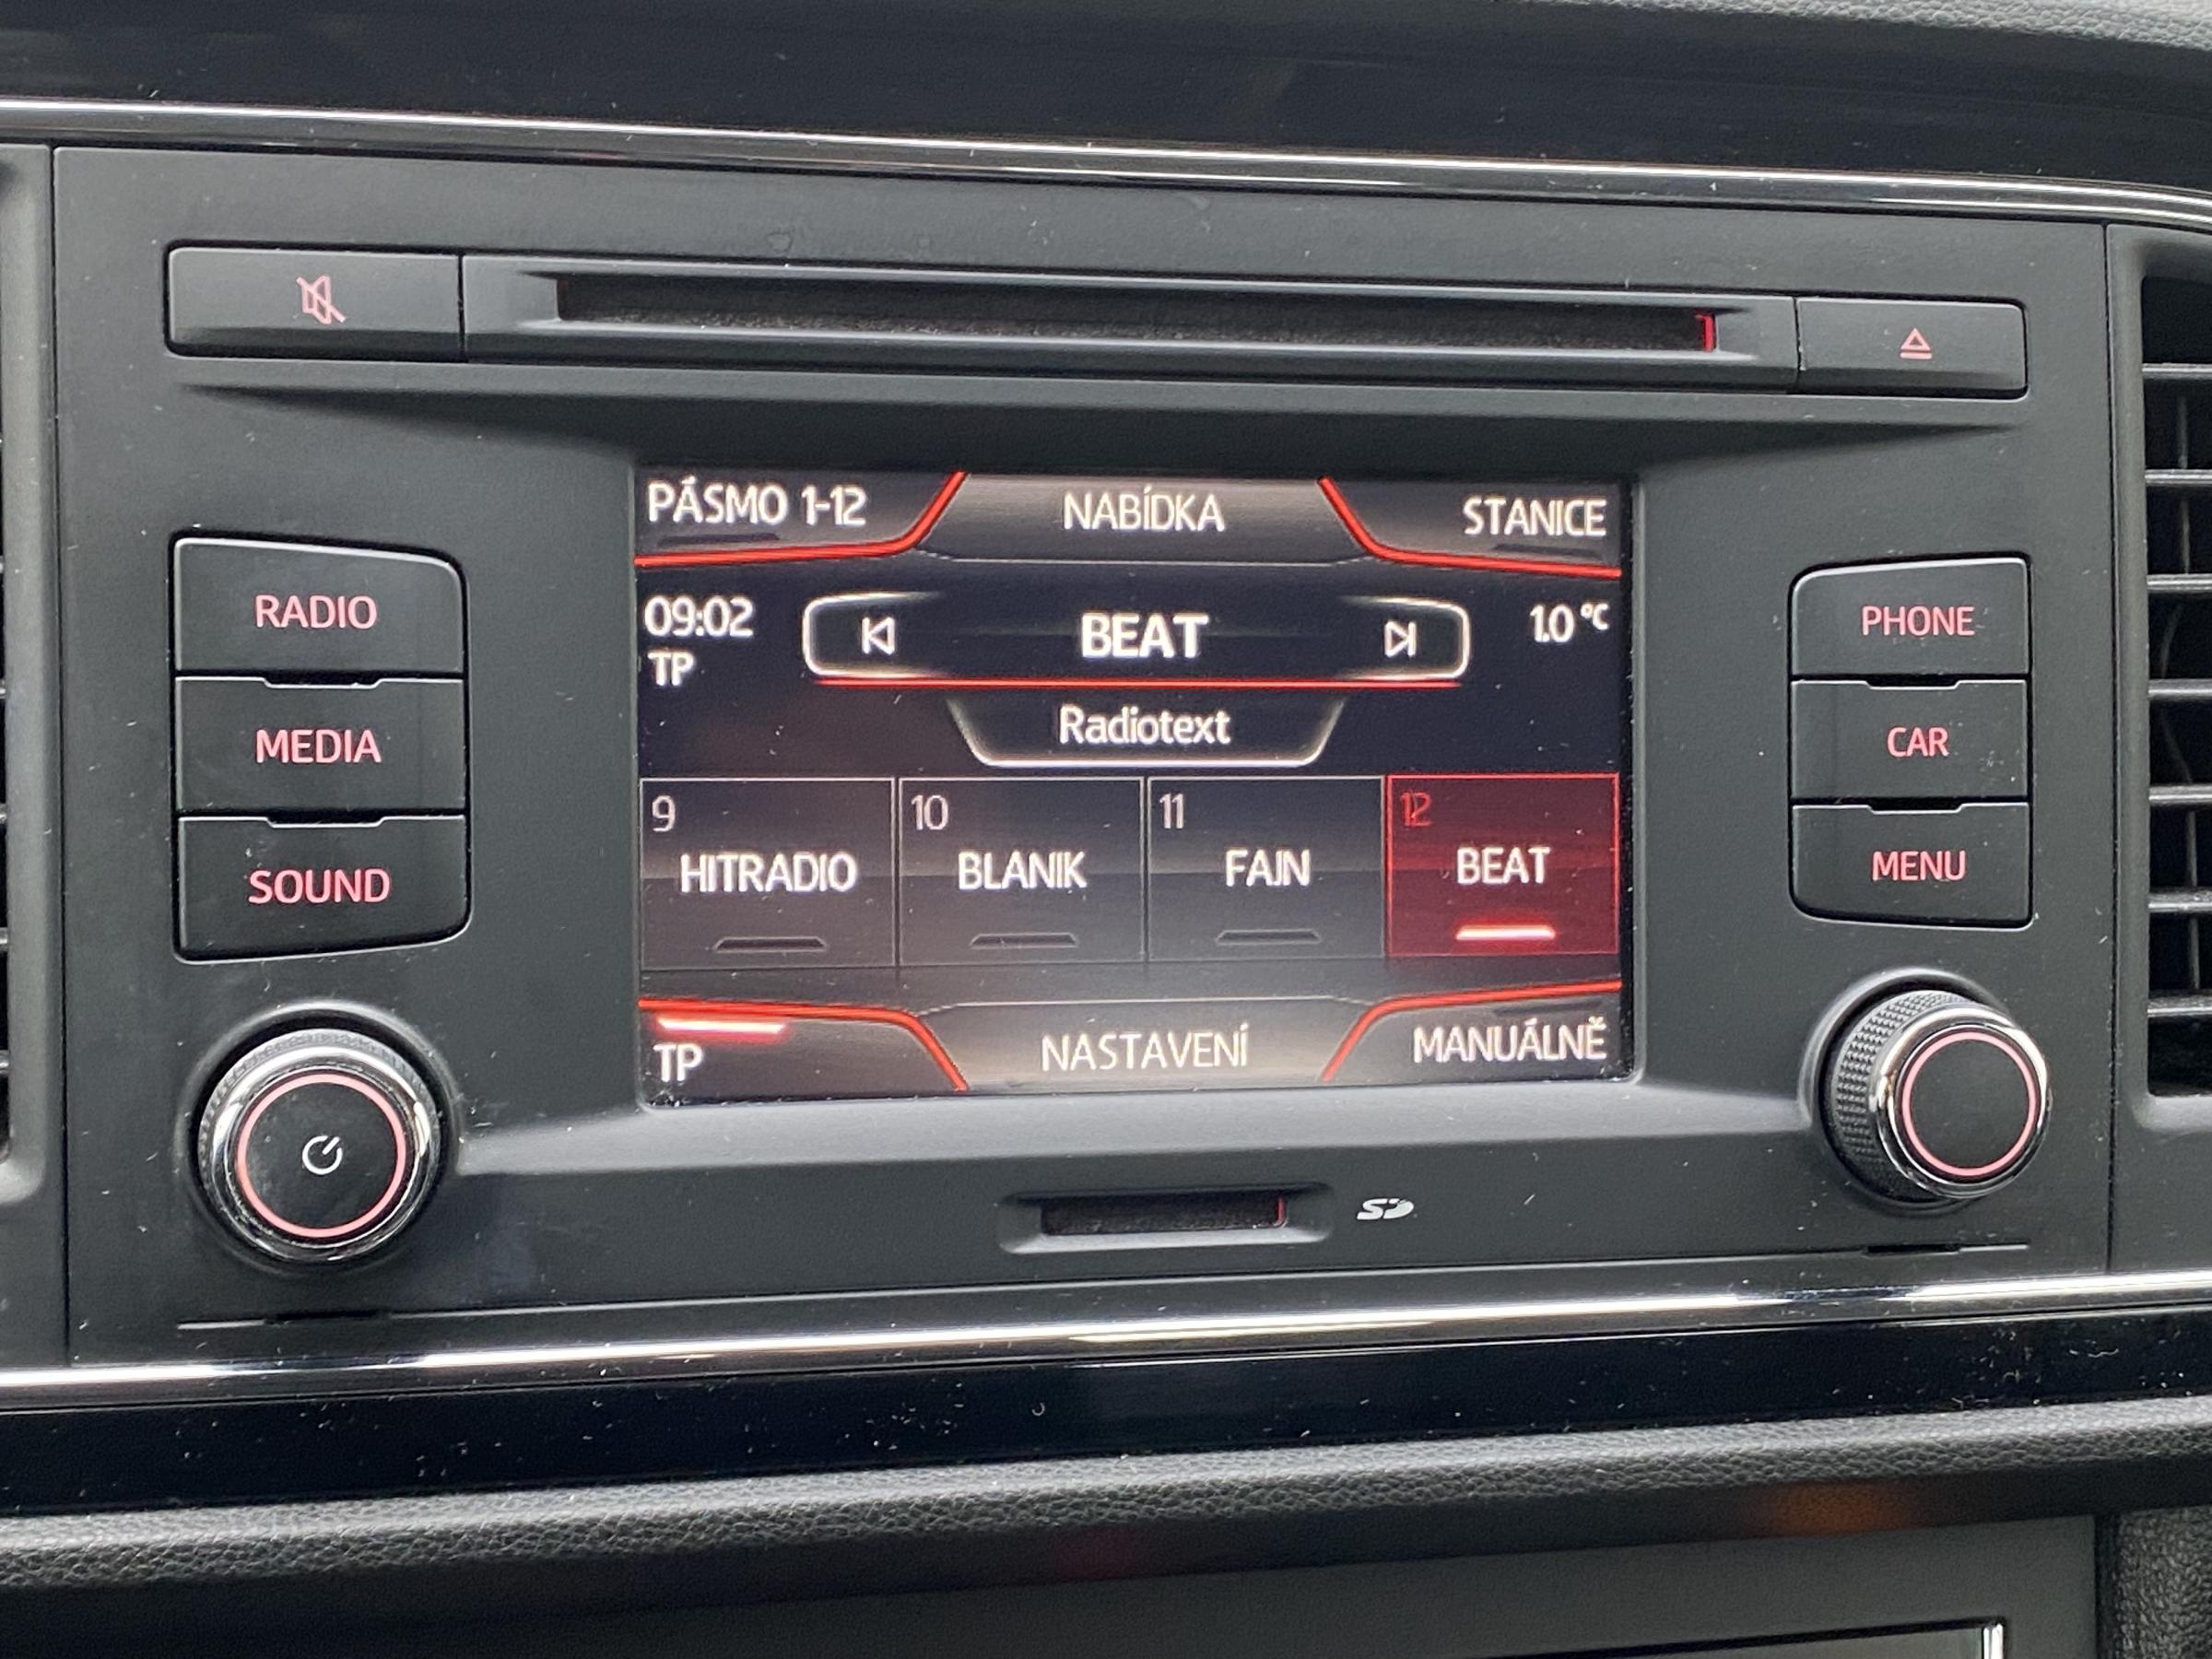 PÁSMO 1-12 NABÍDKA STANICE
09:02 BEAT 1.0 °C
TP
Radiotext
9 10 11 12
HITRADIO BLANIK FAJN BEAT
TP NASTAVENÍ MANUÁLNĚ
RADIO
MEDIA
SOUND
PHONE
CAR
MENU
SD